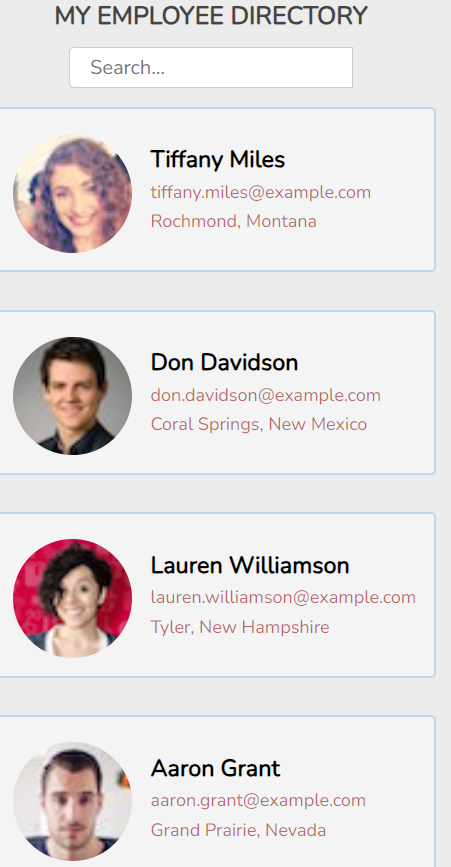 MY EMPLOYEE DIRECTORY
Search...
Tiffany Miles
tiffany.miles@example.com
Rochmond, Montana
Don Davidson
don.davidson@example.com
Coral Springs, New Mexico
Lauren Williamson
lauren.williamson@example.com
Tyler, New Hampshire
Aaron Grant
aaron.grant@example.com
Grand Prairie, Nevada